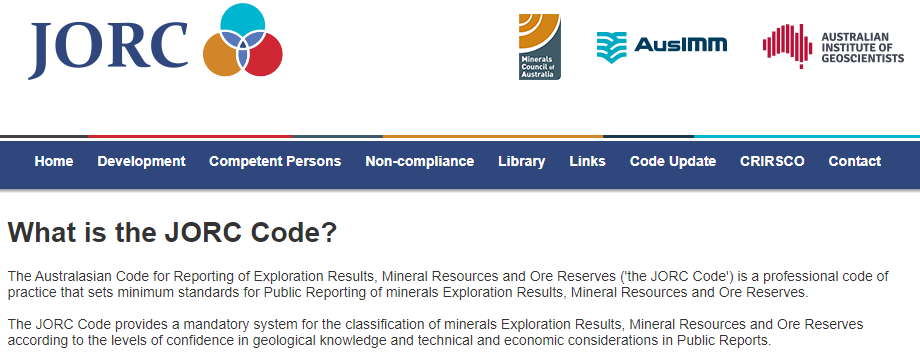 JORC
Minerals
Council of
Australia
AusIMM
AUSTRALIAN
INSTITUTE OF
GEOSCIENTISTS
Home Development Competent Persons Non-compliance Library Links Code Update CRIRSCO Contact
What is the JORC Code?
The Australasian Code for Reporting of Exploration Results, Mineral Resources and Ore Reserves ('the JORC Code') is a professional code of
practice that sets minimum standards for Public Reporting of minerals Exploration Results, Mineral Resources and Ore Reserves.
The JORC Code provides a mandatory system for the classification of minerals Exploration Results, Mineral Resources and Ore Reserves
according to the levels of confidence in geological knowledge and technical and economic considerations in Public Reports.